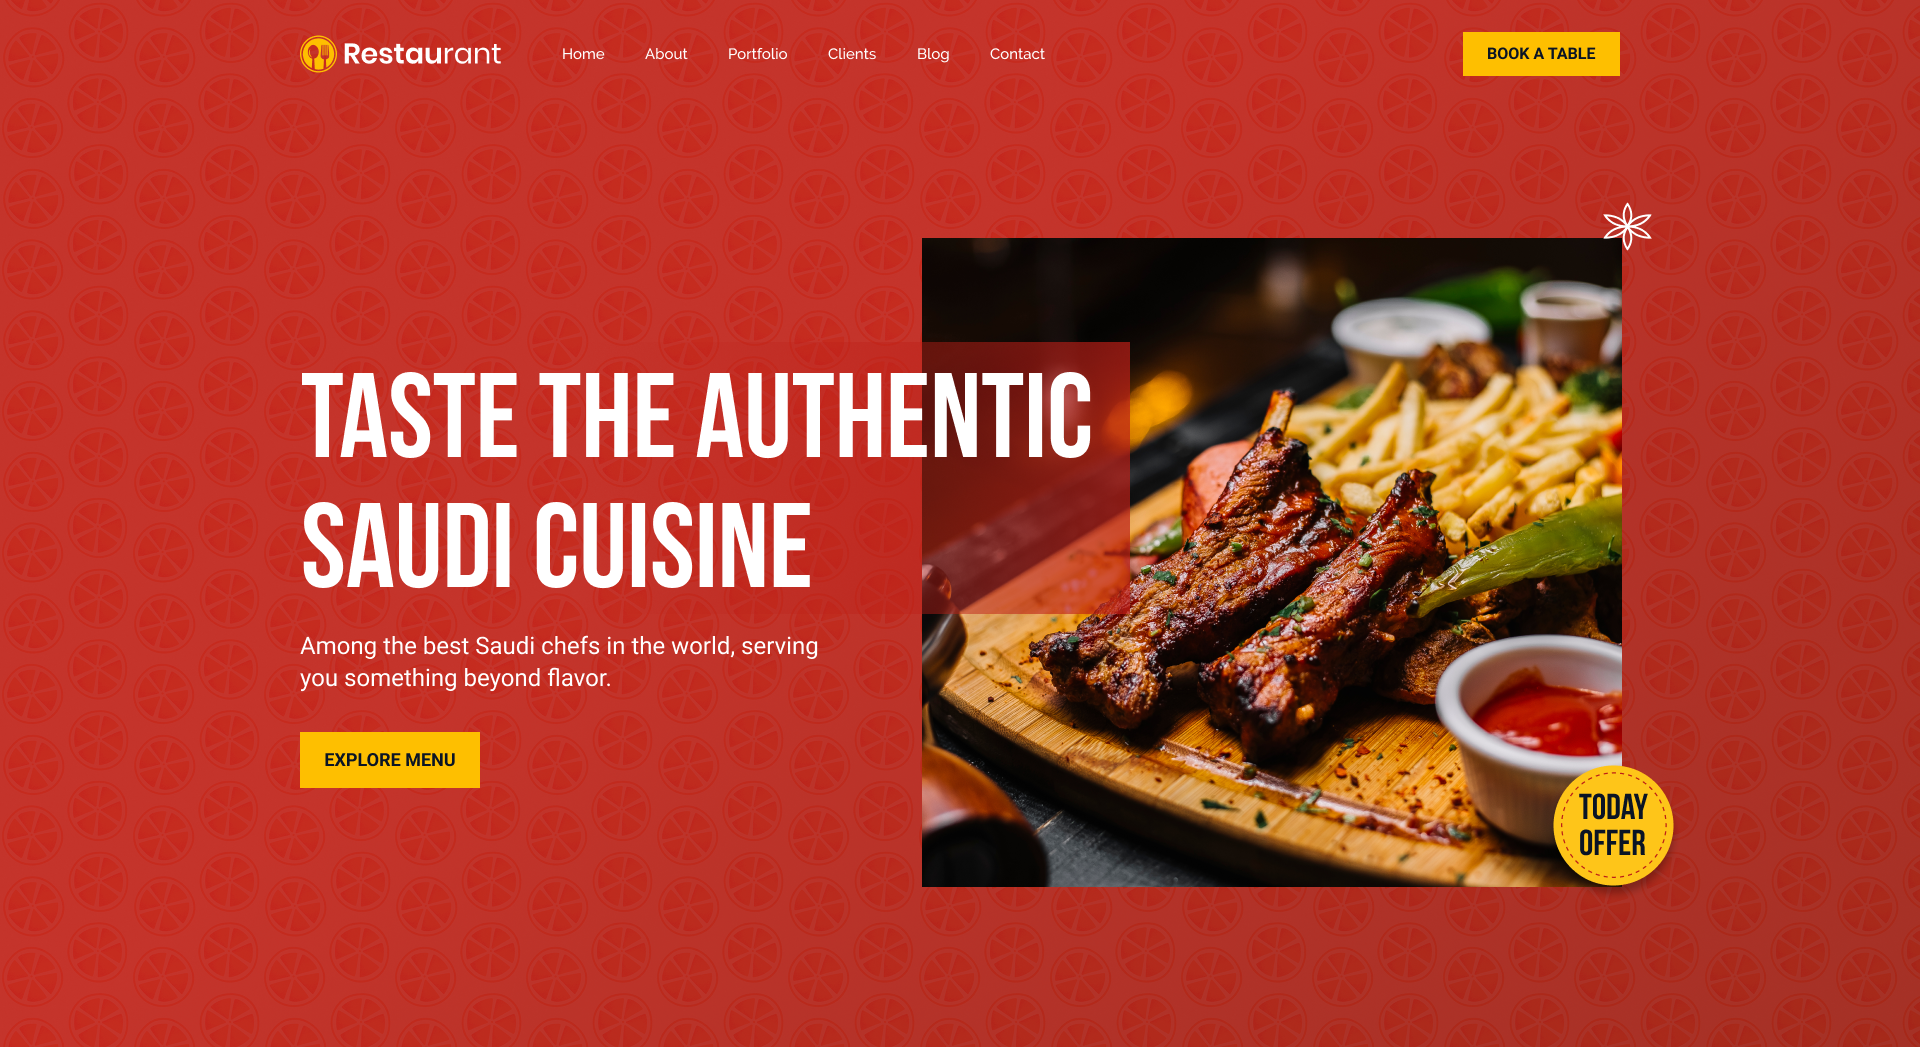 Restaurant
Home
About
Portfolio
Clients
Blog
Contact
BOOK A TABLE
TASTE THE AUTHENTIC
SAUDI CUISINE
Among the best Saudi chefs in the world, serving
you something beyond flavor.
EXPLORE MENU
TODAY
OFFER